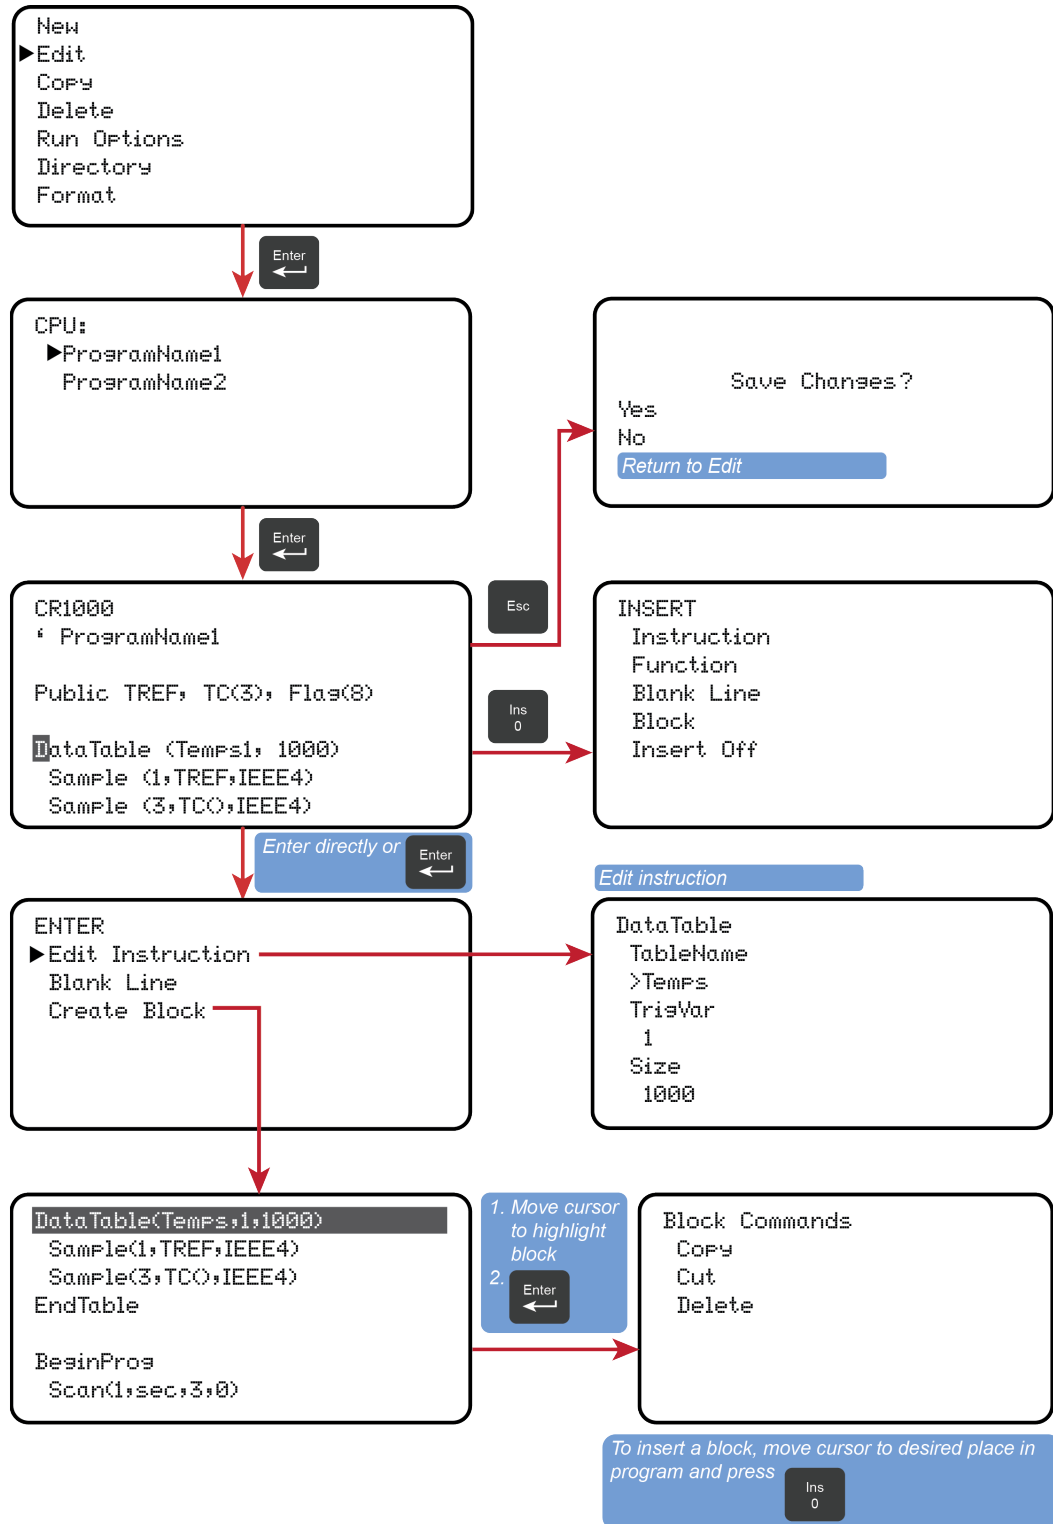 New
Edit
Copy
Delete
Run Options
Directory
Format
Enter
CPU:
ProgramName1
ProgramName2
Save Changes?
Yes
No
Return to Edit
Enter
CR1000
‘ ProgramName1
Public TREF, TC(3), Flag(8)
DataTable (Temps1, 1000)
Sample (1,TREF,IEEE4)
Sample (3,TC(),IEEE4)
Esc
Ins
0
INSERT
Instruction
Function
Blank Line
Block
Insert Off
Enter directly or
Enter
ENTER
Edit Instruction
Blank Line
Create Block
Edit instruction
DataTable
TableName
>Temps
TrigVar
1
Size
1000
DataTable(Temps,1,1000)
Sample(1,TREF,IEEE4)
Sample(3,TC(),IEEE4)
EndTable
BeginProg
Scan(1,sec,3,0)
1. Move cursor
to highlight
block
2.
Enter
Block Commands
Copy
Cut
Delete
To insert a block, move cursor to desired place in
program and press
Ins
0